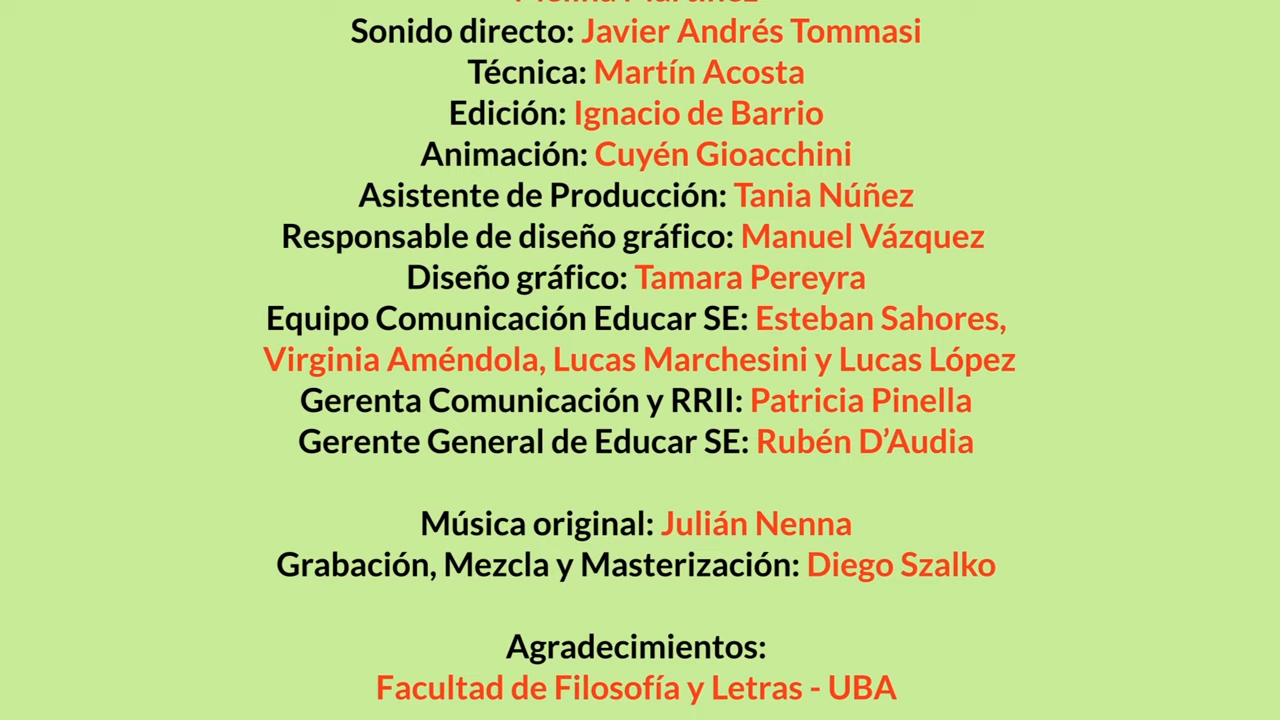 Sonido directo: Javier Andrés Tommasi
Técnica: Martín Acosta
Edición: Ignacio de Barrio
Animación: Cuyén Gioacchini
Asistente de Producción: Tania Núñez
Responsable de diseño gráfico: Manuel Vázquez
Diseño gráfico: Tamara Pereyra
Equipo Comunicación Educar SE: Esteban Sahores,
Virginia Améndola, Lucas Marchesini y Lucas López
Gerenta Comunicación y RRII: Patricia Pinella
Gerente General de Educar SE: Rubén D’Audia
Música original: Julián Nenna
Grabación, Mezcla y Masterización: Diego Szalko
Agradecimientos:
Facultad de Filosofía y Letras - UBA